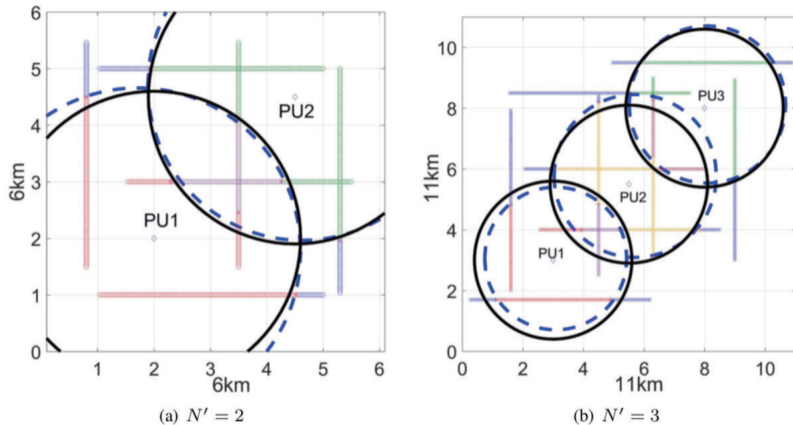 6
5
4
3
2
1
0
6km
1 2 3 4 5 6
6km
PU2
PU1
(a) N′ = 2
10
8
6
4
2
0
11km
0 2 4 6 8 10
11km
PU3
PU2
PU1
(b) N′ = 3